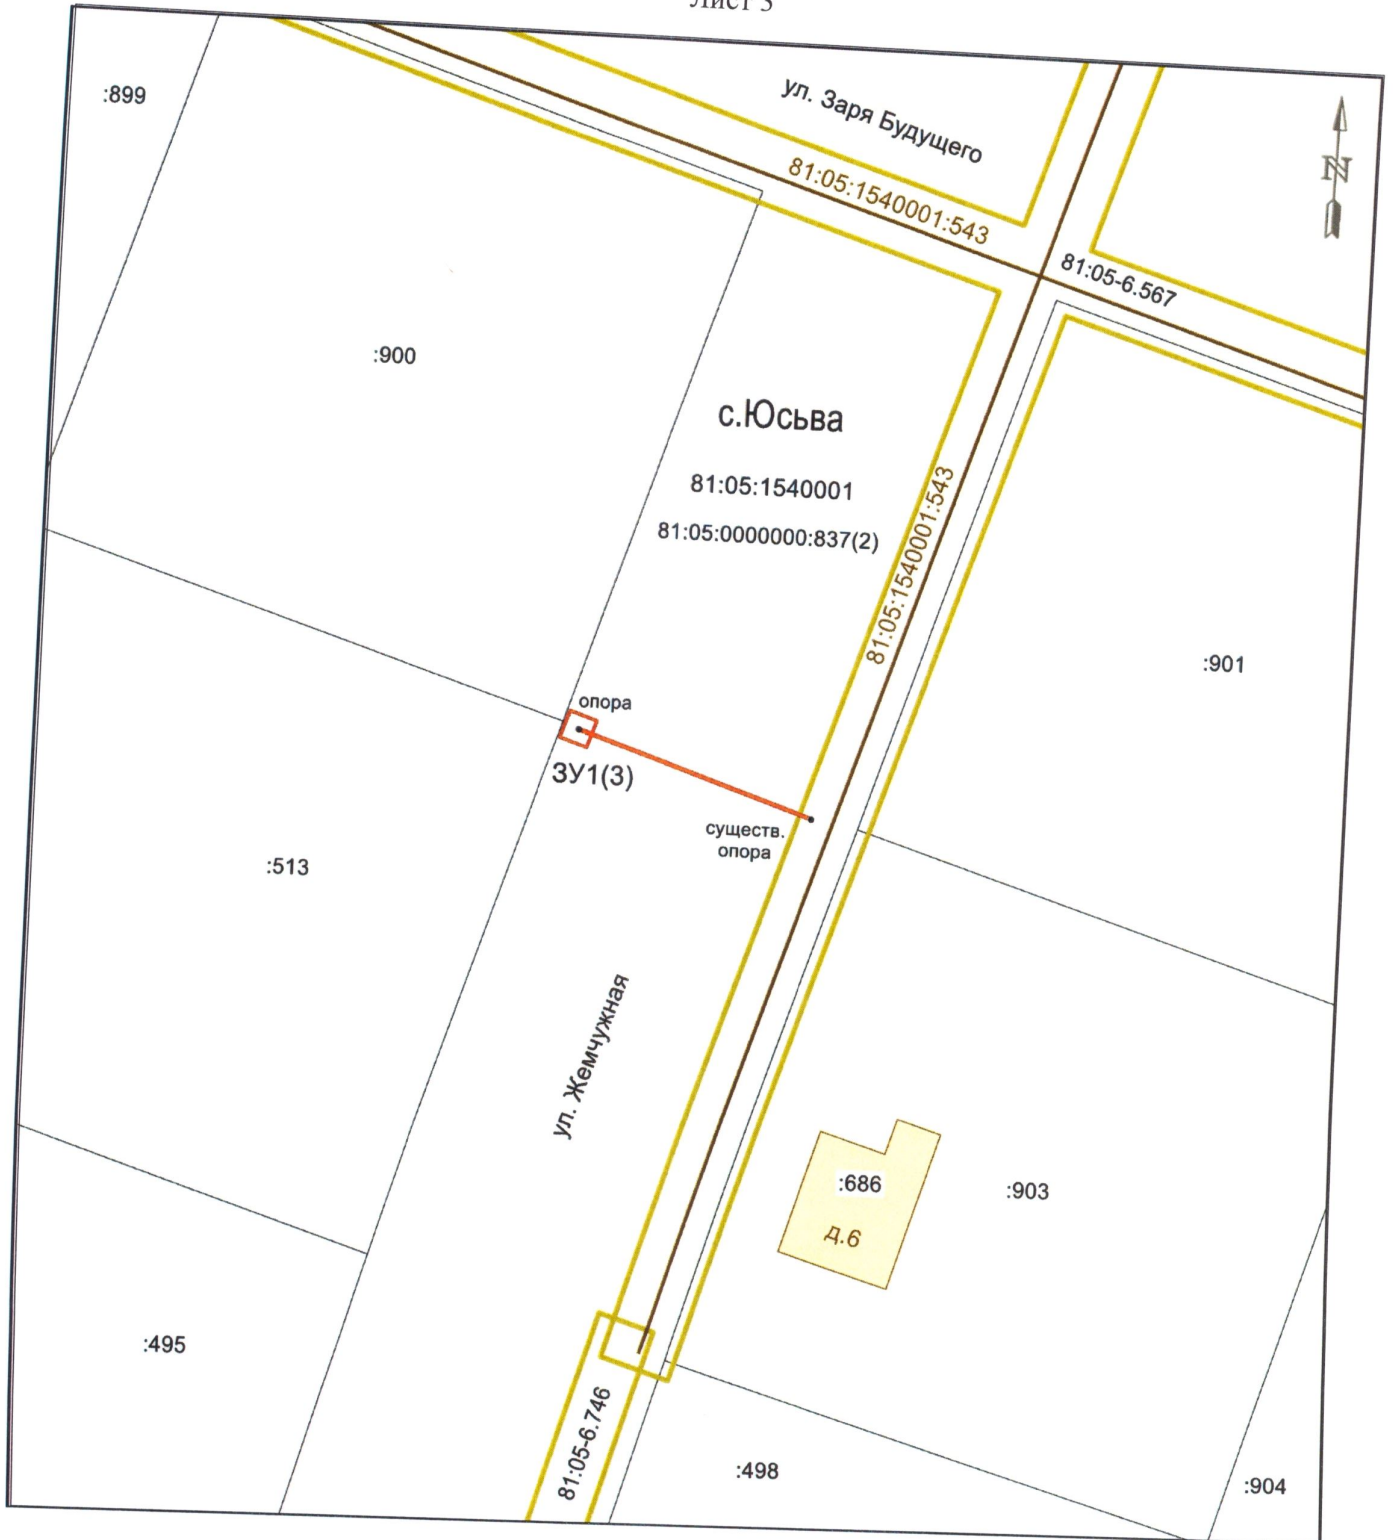 Лист 3
:899
ул. Заря Будущего
81:05:1540001:543
N
81:05-6.567
:900
с.Юсьва
81:05:1540001
81:05:0000000:837(2)
81:05:1540001:543
:901
опора
ЗУ1(3)
существ.
опора
:513
ул. Жемчужная
:686
д.6
:903
:495
81:05-6.746
:498
:904